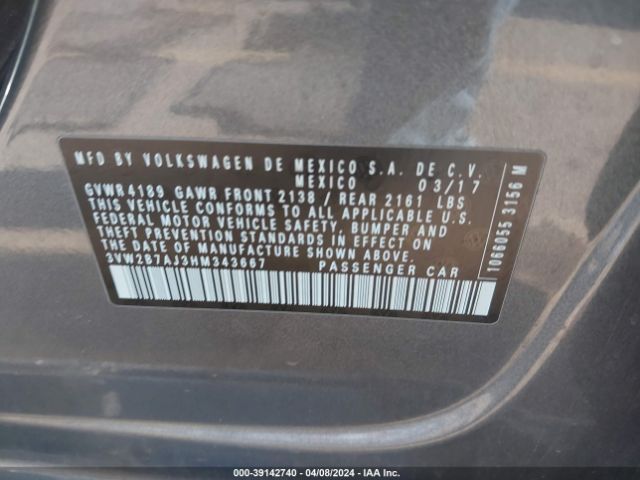 MFD BY VOLKSWAGEN DE MEXICO S.A. DE C.V.
MEXICO 03/17
GVWR 4189 GAWR FRONT 2138 / REAR 2161 LBS
THIS VEHICLE CONFORMS TO ALL APPLICABLE U.S.
FEDERAL MOTOR VEHICLE SAFETY, BUMPER AND
THEFT PREVENTION STANDARDS IN EFFECT ON
THE DATE OF MANUFACTURE SHOWN ABOVE.
3VW2B7AJ3HM343667 PASSENGER CAR
1066055 3156 M
000-39142740 - 04/08/2024 - IAA Inc.